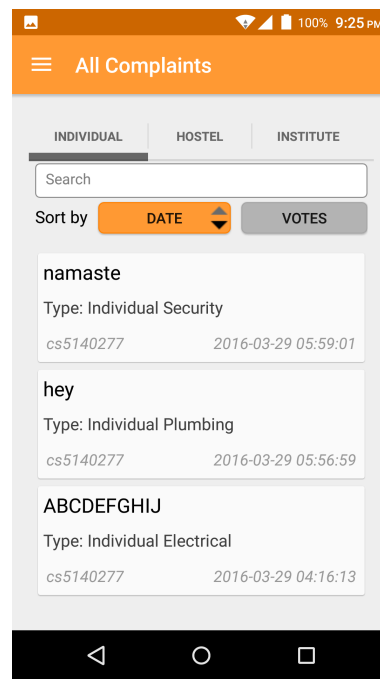 100% 9:25 PM
All Complaints
INDIVIDUAL HOSTEL INSTITUTE
Search
Sort by DATE VOTES
namaste
Type: Individual Security
cs5140277 2016-03-29 05:59:01
hey
Type: Individual Plumbing
cs5140277 2016-03-29 05:56:59
ABCDEFGHIJ
Type: Individual Electrical
cs5140277 2016-03-29 04:16:13